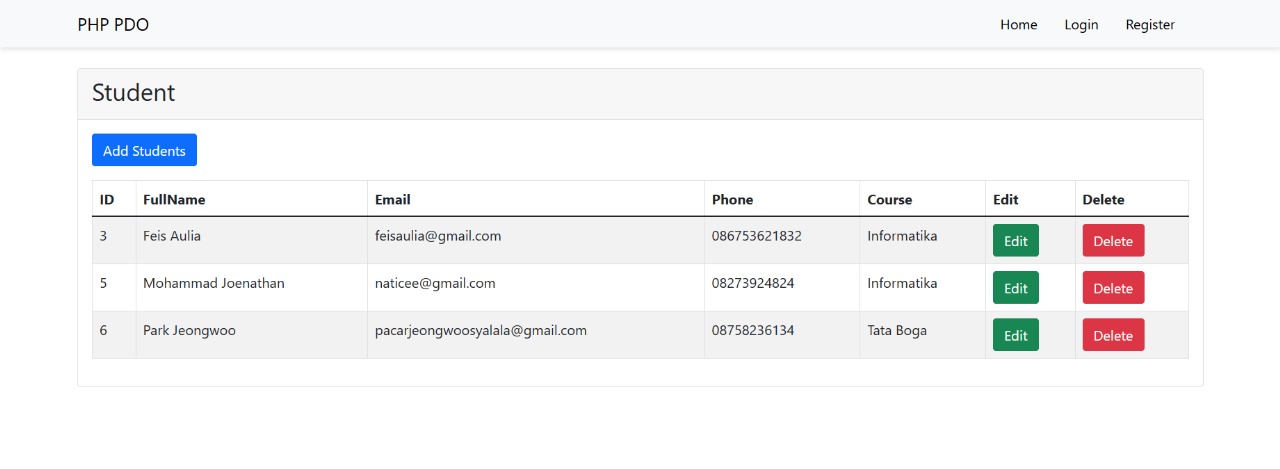 PHP PDO Home Login Register
Student
Add Students
ID FullName Email Phone Course Edit Delete
3 Feis Aulia feisaulia@gmail.com 086753621832 Informatika Edit Delete
5 Mohammad Joenathan naticee@gmail.com 08273924824 Informatika Edit Delete
6 Park Jeongwoo pacarjeongwoosyalala@gmail.com 08758236134 Tata Boga Edit Delete